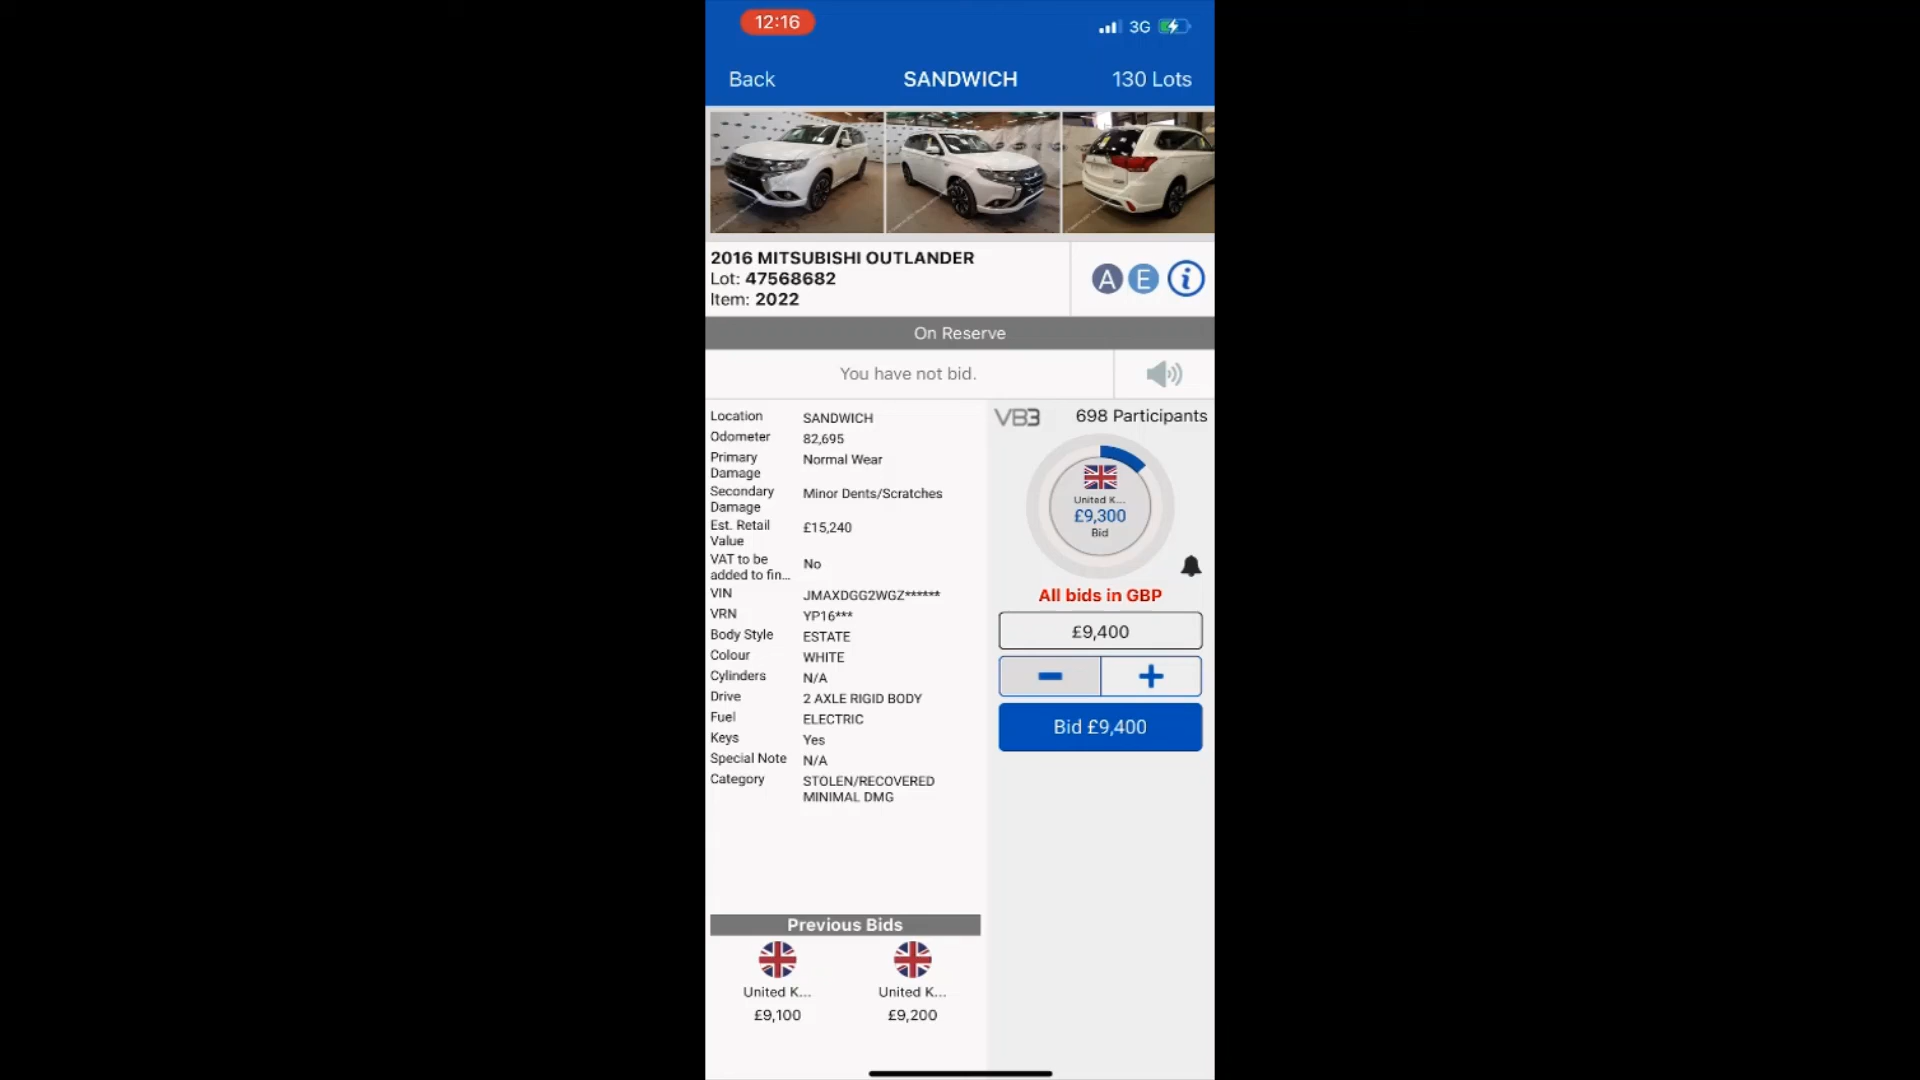 12:16
3G
Back
SANDWICH
130 Lots
2016 MITSUBISHI OUTLANDER
Lot: 47568682
Item: 2022
A E i
On Reserve
You have not bid.
Location SANDWICH
Odometer 82,695
Primary Damage Normal Wear
Secondary Damage Minor Dents/Scratches
Est. Retail Value £15,240
VAT to be added to fin... No
VIN JMAXDGG2WGZ******
VRN YP16***
Body Style ESTATE
Colour WHITE
Cylinders N/A
Drive 2 AXLE RIGID BODY
Fuel ELECTRIC
Keys Yes
Special Note N/A
Category STOLEN/RECOVERED
MINIMAL DMG
VB3
698 Participants
United K...
£9,300
Bid
All bids in GBP
£9,400
Bid £9,400
Previous Bids
United K... United K...
£9,100 £9,200